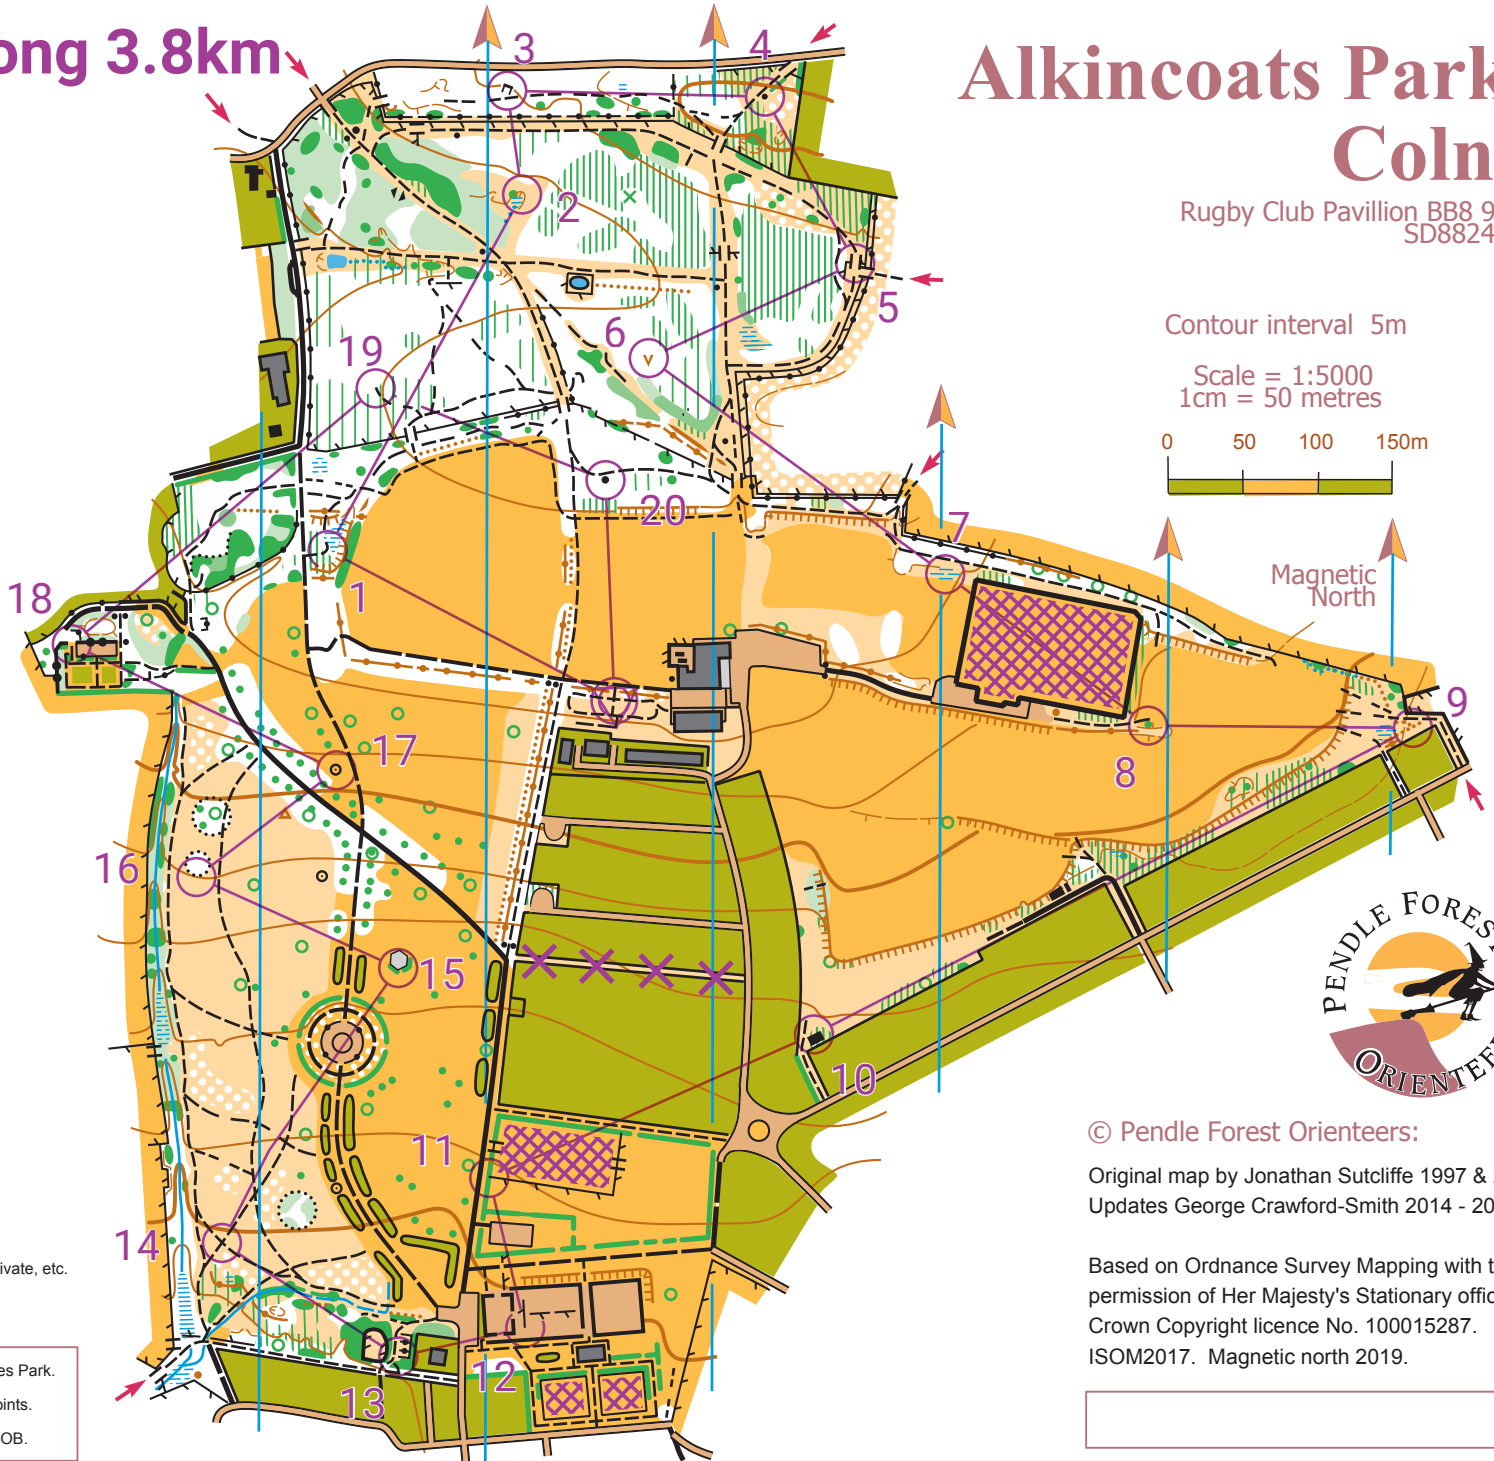 ong 3.8km
Alkincoats Park
Coln
Rugby Club Pavillion BB8 9
SD8824
Contour interval 5m
Scale = 1:5000
1cm = 50 metres
0 50 100 150m
Magnetic
North
3
4
2
5
6
19
20
7
1
18
9
17
8
16
15
10
11
14
12
13
PENDLE FOREST
ORIENTEE
© Pendle Forest Orienteers:
Original map by Jonathan Sutcliffe 1997 &
Updates George Crawford-Smith 2014 - 20
Based on Ordnance Survey Mapping with t
permission of Her Majesty's Stationary offic
Crown Copyright licence No. 100015287.
ISOM2017. Magnetic north 2019.
ivate, etc.
es Park.
oints.
OB.